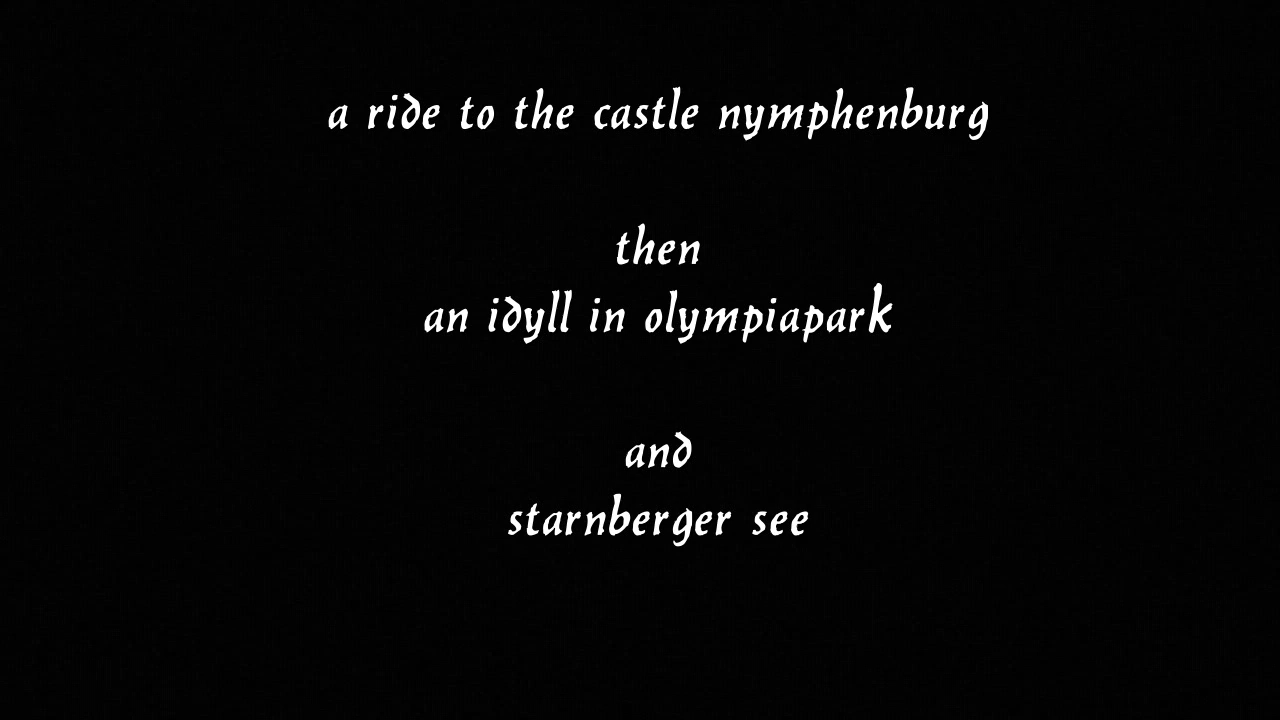 a ride to the castle nymphenburg
then
an idyll in olympiapark
and
starnberger see